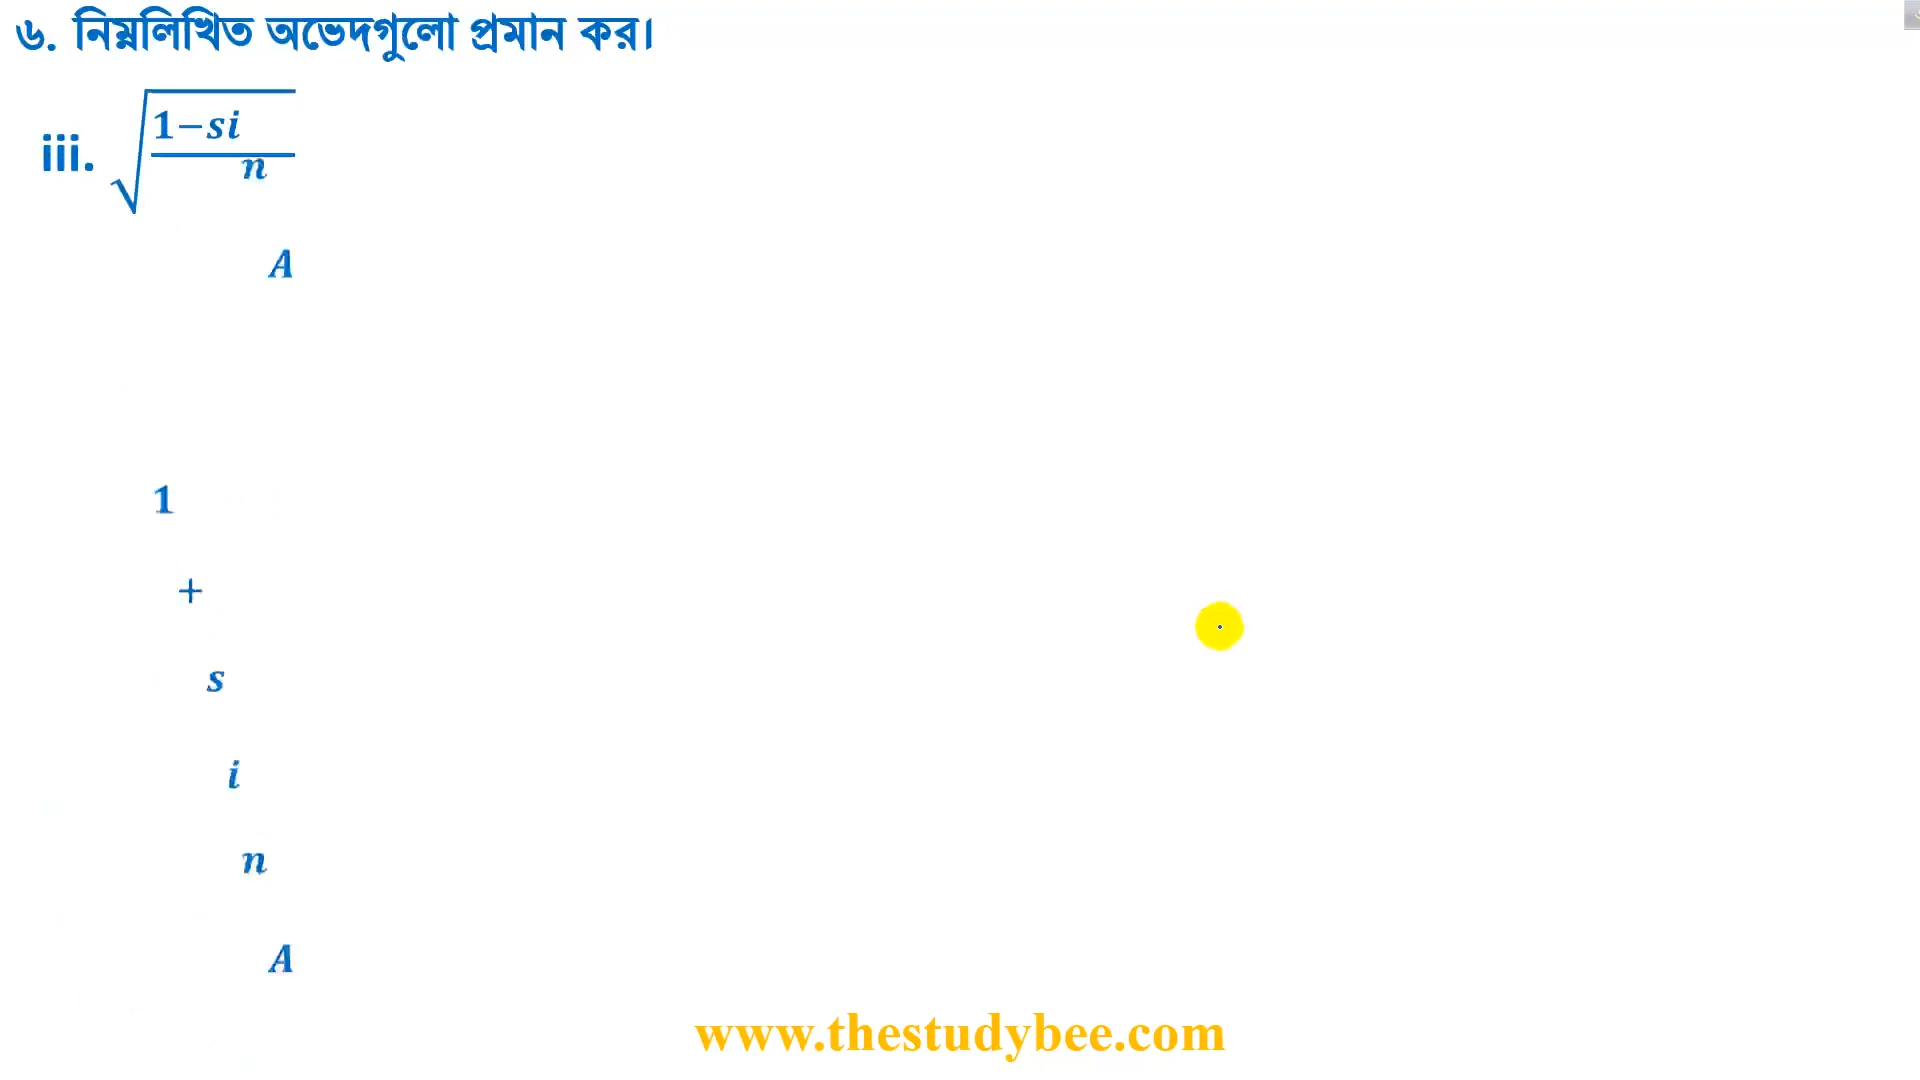 ৬. নিম্নলিখিত অভেদগুলো প্রমান কর।
iii. √ 1−si
n
A
1
+
s
i
n
A
www.thestudybee.com